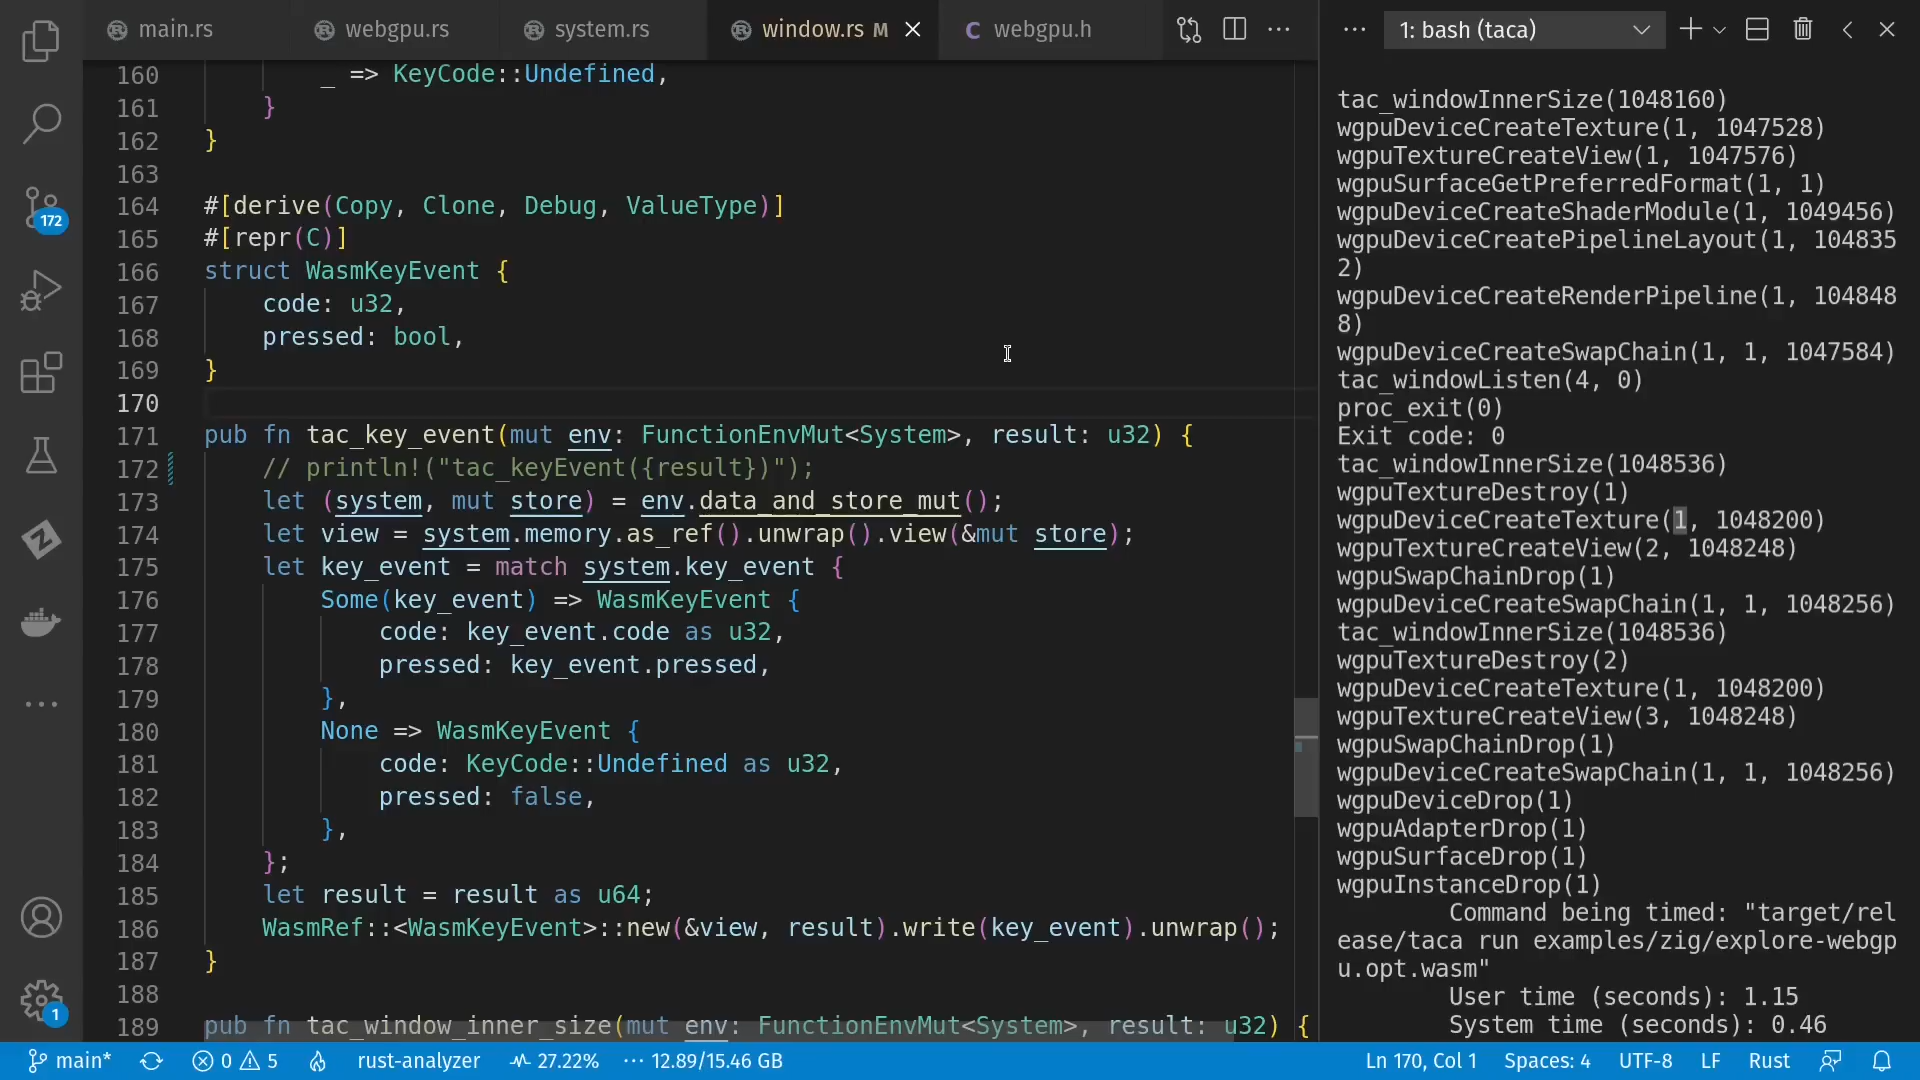 main.rs
webgpu.rs
system.rs
window.rs M
C webgpu.h
1: bash (taca)
160 _ => KeyCode::Undefined,
161 }
162 }
163
164 #[derive(Copy, Clone, Debug, ValueType)]
165 #[repr(C)]
166 struct WasmKeyEvent {
167 code: u32,
168 pressed: bool,
169 }
170
171 pub fn tac_key_event(mut env: FunctionEnvMut<System>, result: u32) {
172 // println!("tac_keyEvent({result})");
173 let (system, mut store) = env.data_and_store_mut();
174 let view = system.memory.as_ref().unwrap().view(&mut store);
175 let key_event = match system.key_event {
176 Some(key_event) => WasmKeyEvent {
177 code: key_event.code as u32,
178 pressed: key_event.pressed,
179 },
180 None => WasmKeyEvent {
181 code: KeyCode::Undefined as u32,
182 pressed: false,
183 },
184 };
185 let result = result as u64;
186 WasmRef::<WasmKeyEvent>::new(&view, result).write(key_event).unwrap();
187 }
188
189 pub fn tac_window_inner_size(mut env: FunctionEnvMut<System>, result: u32) {
tac_windowInnerSize(1048160)
wgpuDeviceCreateTexture(1, 1047528)
wgpuTextureCreateView(1, 1047576)
wgpuSurfaceGetPreferredFormat(1, 1)
wgpuDeviceCreateShaderModule(1, 1049456)
wgpuDeviceCreatePipelineLayout(1, 104835
2)
wgpuDeviceCreateRenderPipeline(1, 104848
8)
wgpuDeviceCreateSwapChain(1, 1, 1047584)
tac_windowListen(4, 0)
proc_exit(0)
Exit code: 0
tac_windowInnerSize(1048536)
wgpuTextureDestroy(1)
wgpuDeviceCreateTexture(1, 1048200)
wgpuTextureCreateView(2, 1048248)
wgpuSwapChainDrop(1)
wgpuDeviceCreateSwapChain(1, 1, 1048256)
tac_windowInnerSize(1048536)
wgpuTextureDestroy(2)
wgpuDeviceCreateTexture(1, 1048200)
wgpuTextureCreateView(3, 1048248)
wgpuSwapChainDrop(1)
wgpuDeviceCreateSwapChain(1, 1, 1048256)
wgpuDeviceDrop(1)
wgpuAdapterDrop(1)
wgpuSurfaceDrop(1)
wgpuInstanceDrop(1)
Command being timed: "target/rel
ease/taca run examples/zig/explore-webgp
u.opt.wasm"
User time (seconds): 1.15
System time (seconds): 0.46
172
1
main* 0 5 rust-analyzer 27.22% 12.89/15.46 GB Ln 170, Col 1 Spaces: 4 UTF-8 LF Rust